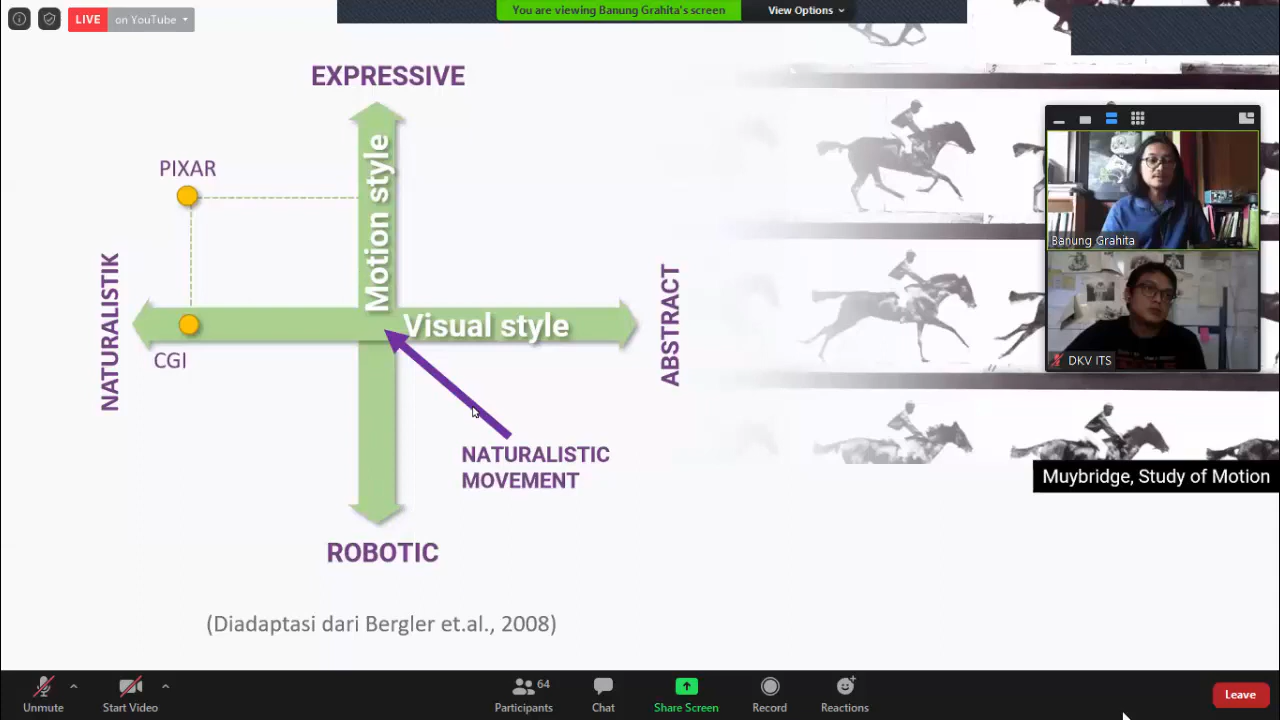 LIVE on YouTube
You are viewing Banung Grahita's screen
View Options
EXPRESSIVE
PIXAR
Motion style
NATURALISTIK
Visual style
ABSTRACT
CGI
NATURALISTIC
MOVEMENT
ROBOTIC
(Diadaptasi dari Bergler et.al., 2008)
Banung Grahita
DKV ITS
Muybridge, Study of Motion
Unmute
Start Video
64
Participants
Chat
Share Screen
Record
Reactions
Leave